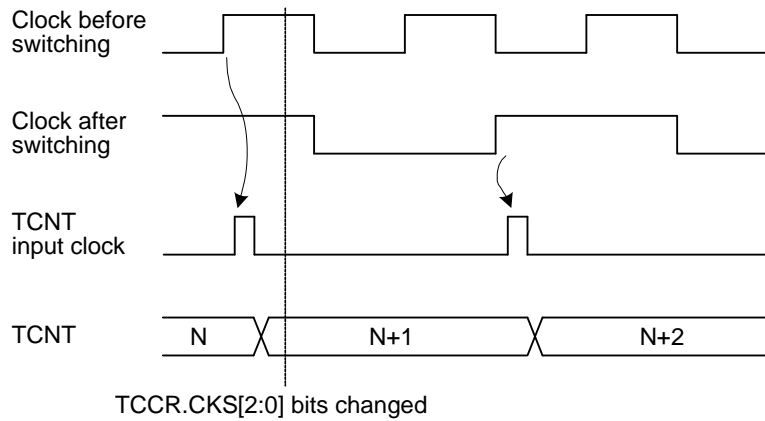 Clock before
switching
Clock after
switching
TCNT
input clock
TCNT
N
N+1
N+2
TCCR.CKS[2:0] bits changed